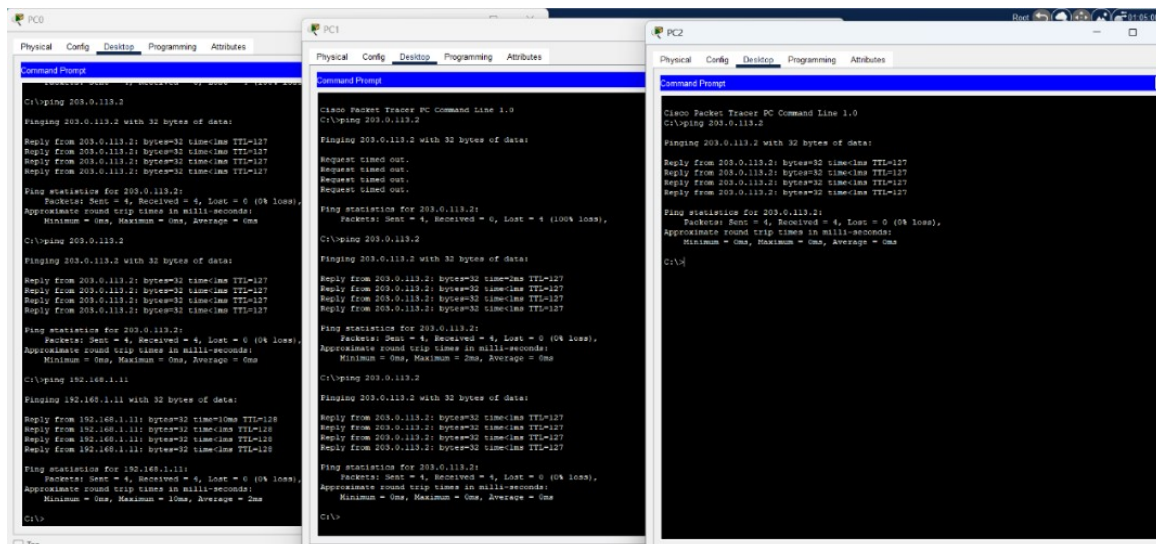 PC0
Physical Config Desktop Programming Attributes
Command Prompt
C:\>ping 203.0.113.2
Pinging 203.0.113.2 with 32 bytes of data:
Reply from 203.0.113.2: bytes=32 time<1ms TTL=127
Reply from 203.0.113.2: bytes=32 time<1ms TTL=127
Reply from 203.0.113.2: bytes=32 time<1ms TTL=127
Reply from 203.0.113.2: bytes=32 time<1ms TTL=127
Ping statistics for 203.0.113.2:
Packets: Sent = 4, Received = 4, Lost = 0 (0% loss),
Approximate round trip times in milli-seconds:
Minimum = 0ms, Maximum = 0ms, Average = 0ms
C:\>ping 203.0.113.2
Pinging 203.0.113.2 with 32 bytes of data:
Reply from 203.0.113.2: bytes=32 time<1ms TTL=127
Reply from 203.0.113.2: bytes=32 time<1ms TTL=127
Reply from 203.0.113.2: bytes=32 time<1ms TTL=127
Reply from 203.0.113.2: bytes=32 time<1ms TTL=127
Ping statistics for 203.0.113.2:
Packets: Sent = 4, Received = 4, Lost = 0 (0% loss),
Approximate round trip times in milli-seconds:
Minimum = 0ms, Maximum = 0ms, Average = 0ms
C:\>ping 192.168.1.11
Pinging 192.168.1.11 with 32 bytes of data:
Reply from 192.168.1.11: bytes=32 time=10ms TTL=128
Reply from 192.168.1.11: bytes=32 time<1ms TTL=128
Reply from 192.168.1.11: bytes=32 time<1ms TTL=128
Reply from 192.168.1.11: bytes=32 time<1ms TTL=128
Ping statistics for 192.168.1.11:
Packets: Sent = 4, Received = 4, Lost = 0 (0% loss),
Approximate round trip times in milli-seconds:
Minimum = 0ms, Maximum = 10ms, Average = 2ms
C:\>
PC1
Physical Config Desktop Programming Attributes
Command Prompt
Cisco Packet Tracer PC Command Line 1.0
C:\>ping 203.0.113.2
Pinging 203.0.113.2 with 32 bytes of data:
Request timed out.
Request timed out.
Request timed out.
Request timed out.
Ping statistics for 203.0.113.2:
Packets: Sent = 4, Received = 0, Lost = 4 (100% loss),
C:\>ping 203.0.113.2
Pinging 203.0.113.2 with 32 bytes of data:
Reply from 203.0.113.2: bytes=32 time=2ms TTL=127
Reply from 203.0.113.2: bytes=32 time<1ms TTL=127
Reply from 203.0.113.2: bytes=32 time<1ms TTL=127
Reply from 203.0.113.2: bytes=32 time<1ms TTL=127
Ping statistics for 203.0.113.2:
Packets: Sent = 4, Received = 4, Lost = 0 (0% loss),
Approximate round trip times in milli-seconds:
Minimum = 0ms, Maximum = 2ms, Average = 0ms
C:\>ping 203.0.113.2
Pinging 203.0.113.2 with 32 bytes of data:
Reply from 203.0.113.2: bytes=32 time<1ms TTL=127
Reply from 203.0.113.2: bytes=32 time<1ms TTL=127
Reply from 203.0.113.2: bytes=32 time<1ms TTL=127
Reply from 203.0.113.2: bytes=32 time<1ms TTL=127
Ping statistics for 203.0.113.2:
Packets: Sent = 4, Received = 4, Lost = 0 (0% loss),
Approximate round trip times in milli-seconds:
Minimum = 0ms, Maximum = 1ms, Average = 0ms
C:\>
Root
PC2
Physical Config Desktop Programming Attributes
Command Prompt
Cisco Packet Tracer PC Command Line 1.0
C:\>ping 203.0.113.2
Pinging 203.0.113.2 with 32 bytes of data:
Reply from 203.0.113.2: bytes=32 time<1ms TTL=127
Reply from 203.0.113.2: bytes=32 time<1ms TTL=127
Reply from 203.0.113.2: bytes=32 time<1ms TTL=127
Reply from 203.0.113.2: bytes=32 time<1ms TTL=127
Ping statistics for 203.0.113.2:
Packets: Sent = 4, Received = 4, Lost = 0 (0% loss),
Approximate round trip times in milli-seconds:
Minimum = 0ms, Maximum = 0ms, Average = 0ms
C:\>